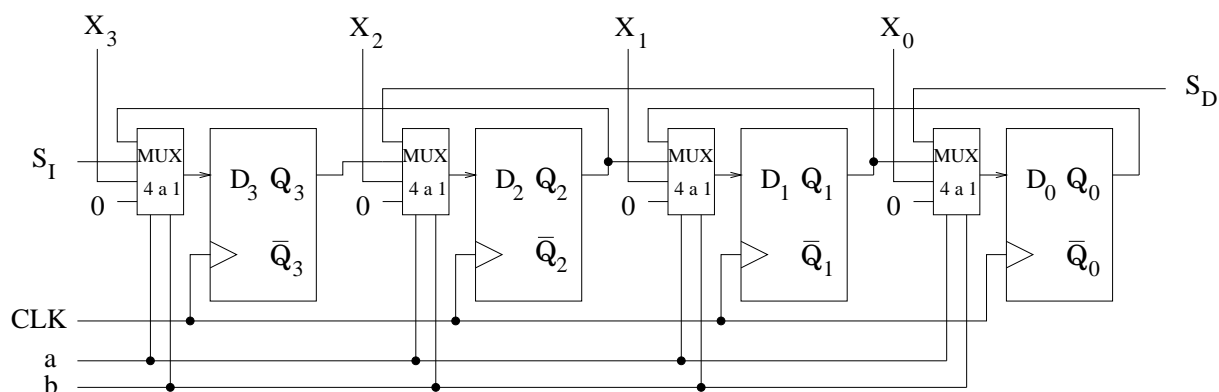 X3 X2 X1 X0
SD
MUX MUX MUX MUX
SI
D3 Q3 D2 Q2 D1 Q1 D0 Q0
4 a 1 4 a 1 4 a 1 4 a 1
0 0 0 0
Q̅3 Q̅2 Q̅1 Q̅0
CLK
a
b